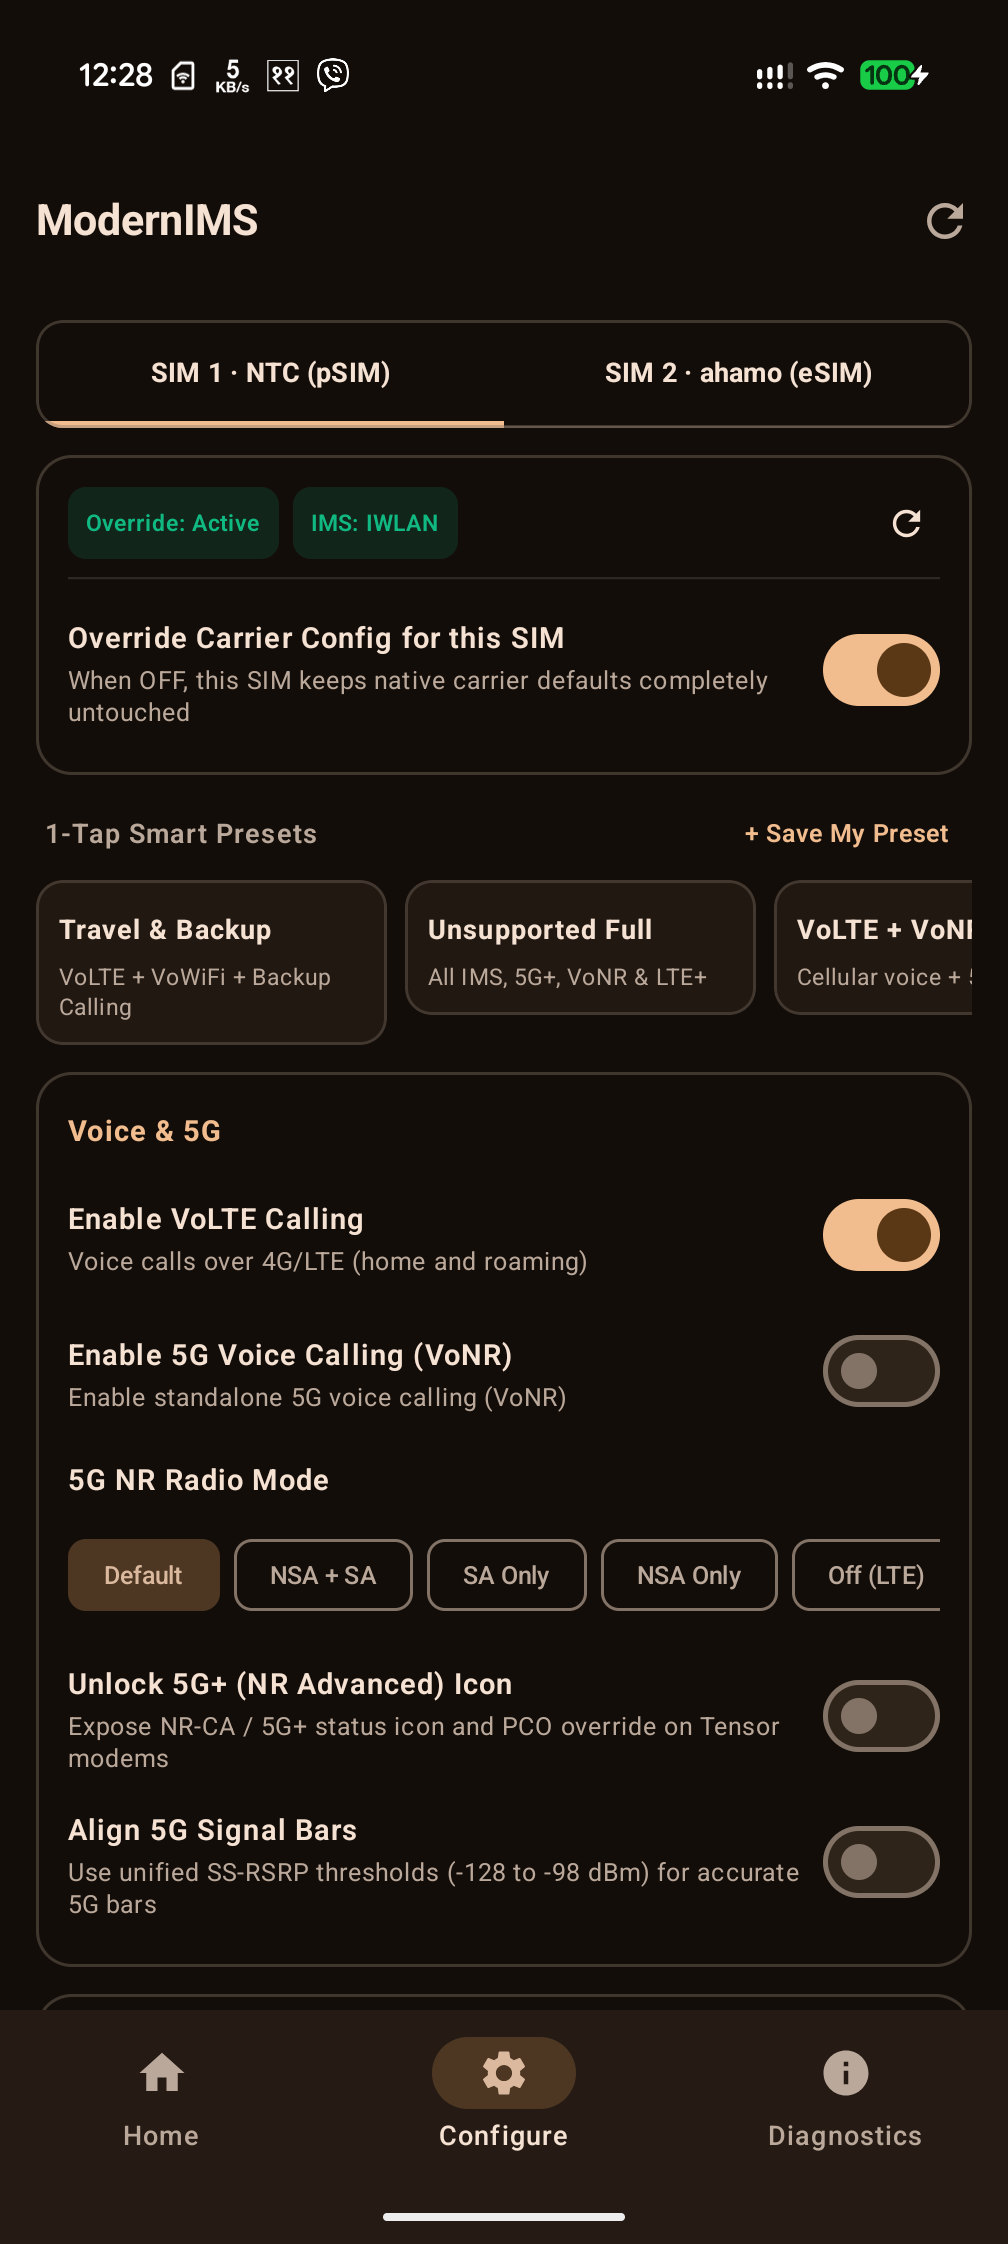 12:28
5
KB/s
११
100
ModernIMS
SIM 1 · NTC (pSIM)
SIM 2 · ahamo (eSIM)
Override: Active
IMS: IWLAN
Override Carrier Config for this SIM
When OFF, this SIM keeps native carrier defaults completely
untouched
1-Tap Smart Presets
+ Save My Preset
Travel & Backup
VoLTE + VoWiFi + Backup
Calling
Unsupported Full
All IMS, 5G+, VoNR & LTE+
VoLTE + VoNR
Cellular voice + 5
Voice & 5G
Enable VoLTE Calling
Voice calls over 4G/LTE (home and roaming)
Enable 5G Voice Calling (VoNR)
Enable standalone 5G voice calling (VoNR)
5G NR Radio Mode
Default
NSA + SA
SA Only
NSA Only
Off (LTE)
Unlock 5G+ (NR Advanced) Icon
Expose NR-CA / 5G+ status icon and PCO override on Tensor
modems
Align 5G Signal Bars
Use unified SS-RSRP thresholds (-128 to -98 dBm) for accurate
5G bars
Home
Configure
Diagnostics